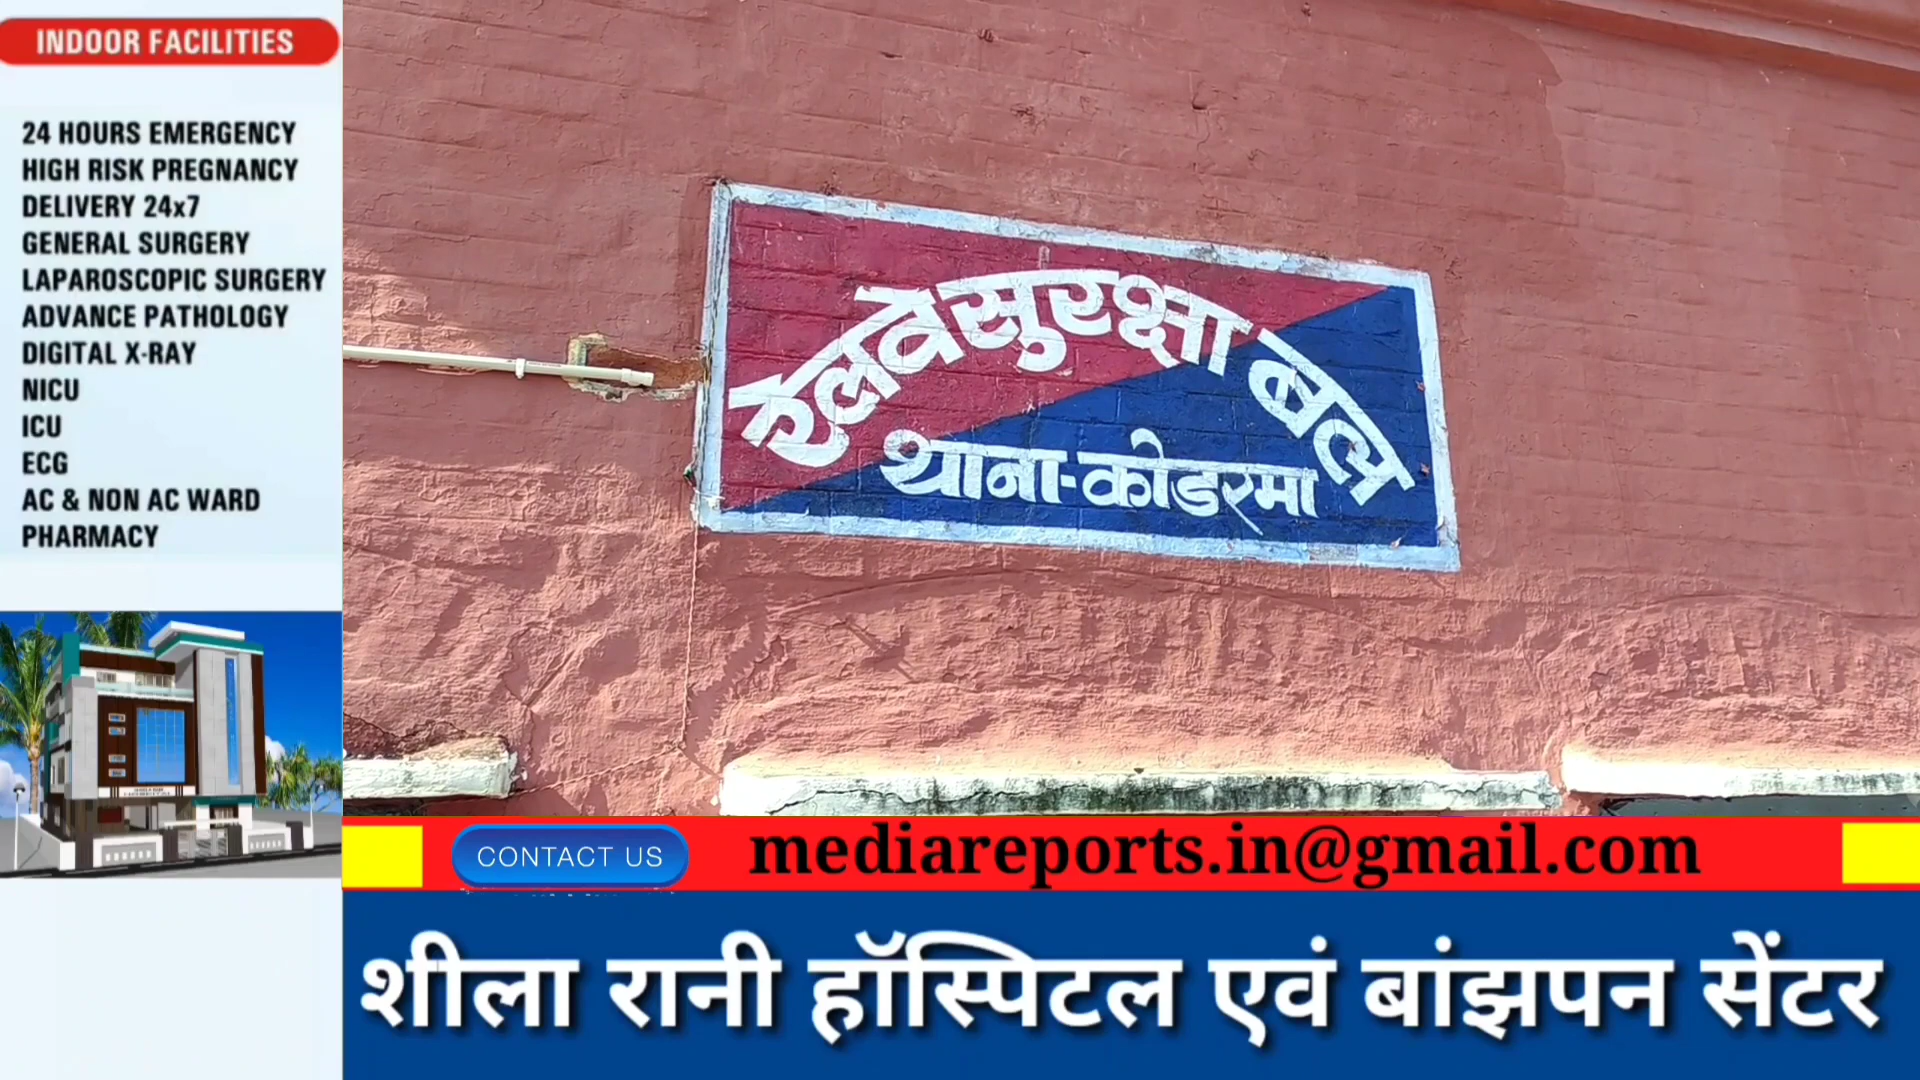 INDOOR FACILITIES
24 HOURS EMERGENCY
HIGH RISK PREGNANCY
DELIVERY 24x7
GENERAL SURGERY
LAPAROSCOPIC SURGERY
ADVANCE PATHOLOGY
DIGITAL X-RAY
NICU
ICU
ECG
AC & NON AC WARD
PHARMACY
रेलवे सुरक्षा बल
थाना-कोडरमा
CONTACT US
mediareports.in@gmail.com
शीला रानी हॉस्पिटल एवं बांझपन सेंटर